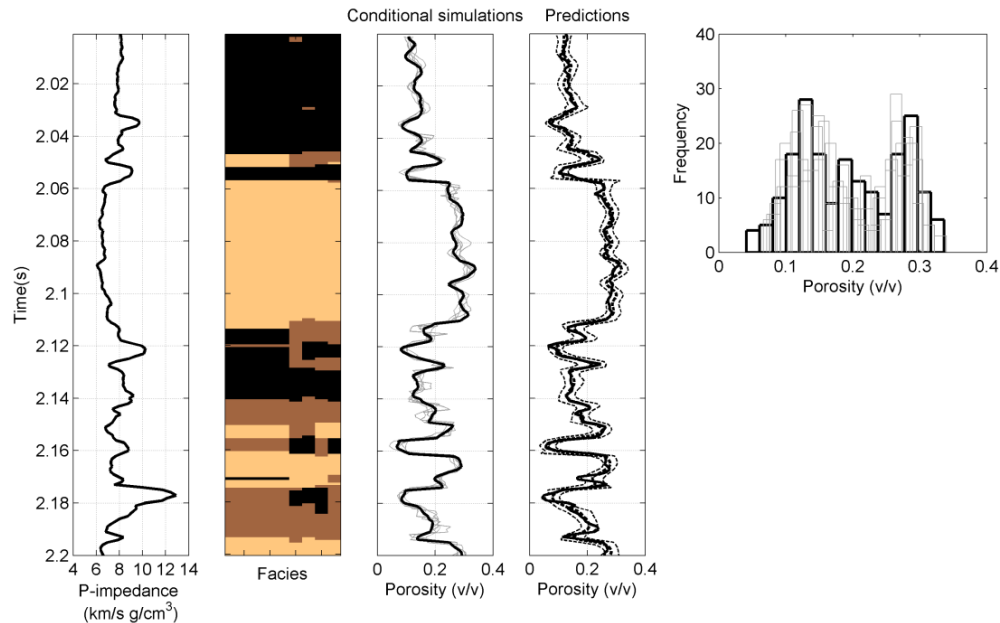 Conditional simulations
Predictions
Time(s)
2.02
2.04
2.06
2.08
2.1
2.12
2.14
2.16
2.18
2.2
4 6 8 10 12 14
P-impedance
(km/s g/cm³)
Facies
0 0.2 0.4
Porosity (v/v)
0 0.2 0.4
Porosity (v/v)
Frequency
40
30
20
10
0
0 0.1 0.2 0.3 0.4
Porosity (v/v)